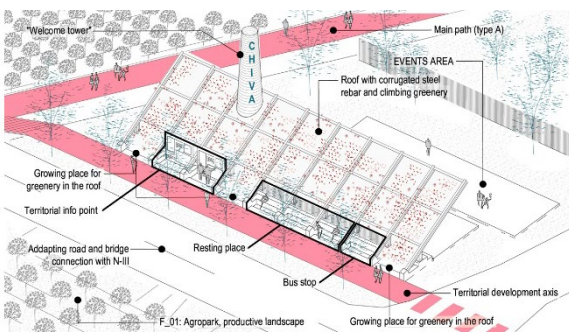 "Welcome tower"
Main path (type A)
CHIVA
EVENTS AREA
Roof with corrugated steel
rebar and climbing greenery
Growing place for
greenery in the roof
Territorial info point
Addapting road and bridge
connection with N-III
Resting place
Bus stop
Territorial development axis
F_01: Agropark, productive landscape
Growing place for greenery in the roof